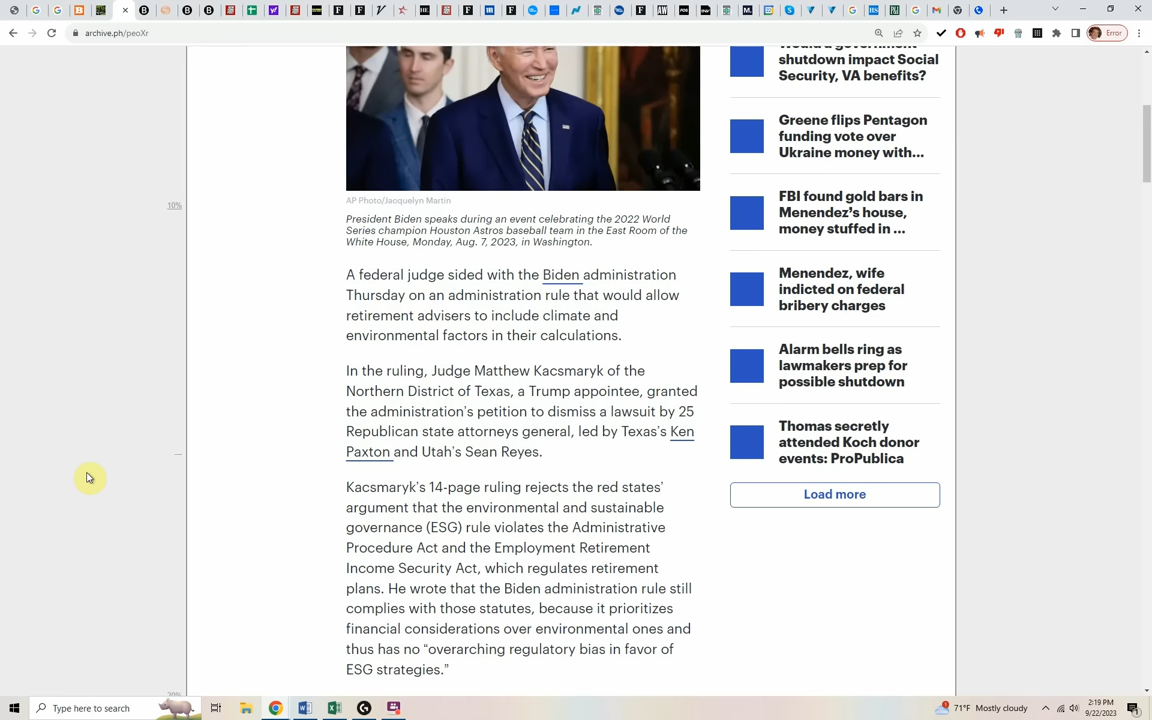 archive.ph/peoXr
Error
10%
20%
AP Photo/Jacquelyn Martin
President Biden speaks during an event celebrating the 2022 World
Series champion Houston Astros baseball team in the East Room of the
White House, Monday, Aug. 7, 2023, in Washington.
A federal judge sided with the Biden administration
Thursday on an administration rule that would allow
retirement advisers to include climate and
environmental factors in their calculations.
In the ruling, Judge Matthew Kacsmaryk of the
Northern District of Texas, a Trump appointee, granted
the administration's petition to dismiss a lawsuit by 25
Republican state attorneys general, led by Texas's Ken
Paxton and Utah's Sean Reyes.
Kacsmaryk's 14-page ruling rejects the red states'
argument that the environmental and sustainable
governance (ESG) rule violates the Administrative
Procedure Act and the Employment Retirement
Income Security Act, which regulates retirement
plans. He wrote that the Biden administration rule still
complies with those statutes, because it prioritizes
financial considerations over environmental ones and
thus has no “overarching regulatory bias in favor of
ESG strategies.”
Would a government
shutdown impact Social
Security, VA benefits?
Greene flips Pentagon
funding vote over
Ukraine money with...
FBI found gold bars in
Menendez's house,
money stuffed in ...
Menendez, wife
indicted on federal
bribery charges
Alarm bells ring as
lawmakers prep for
possible shutdown
Thomas secretly
attended Koch donor
events: ProPublica
Load more
Type here to search
71°F Mostly cloudy
2:19 PM
9/22/2023